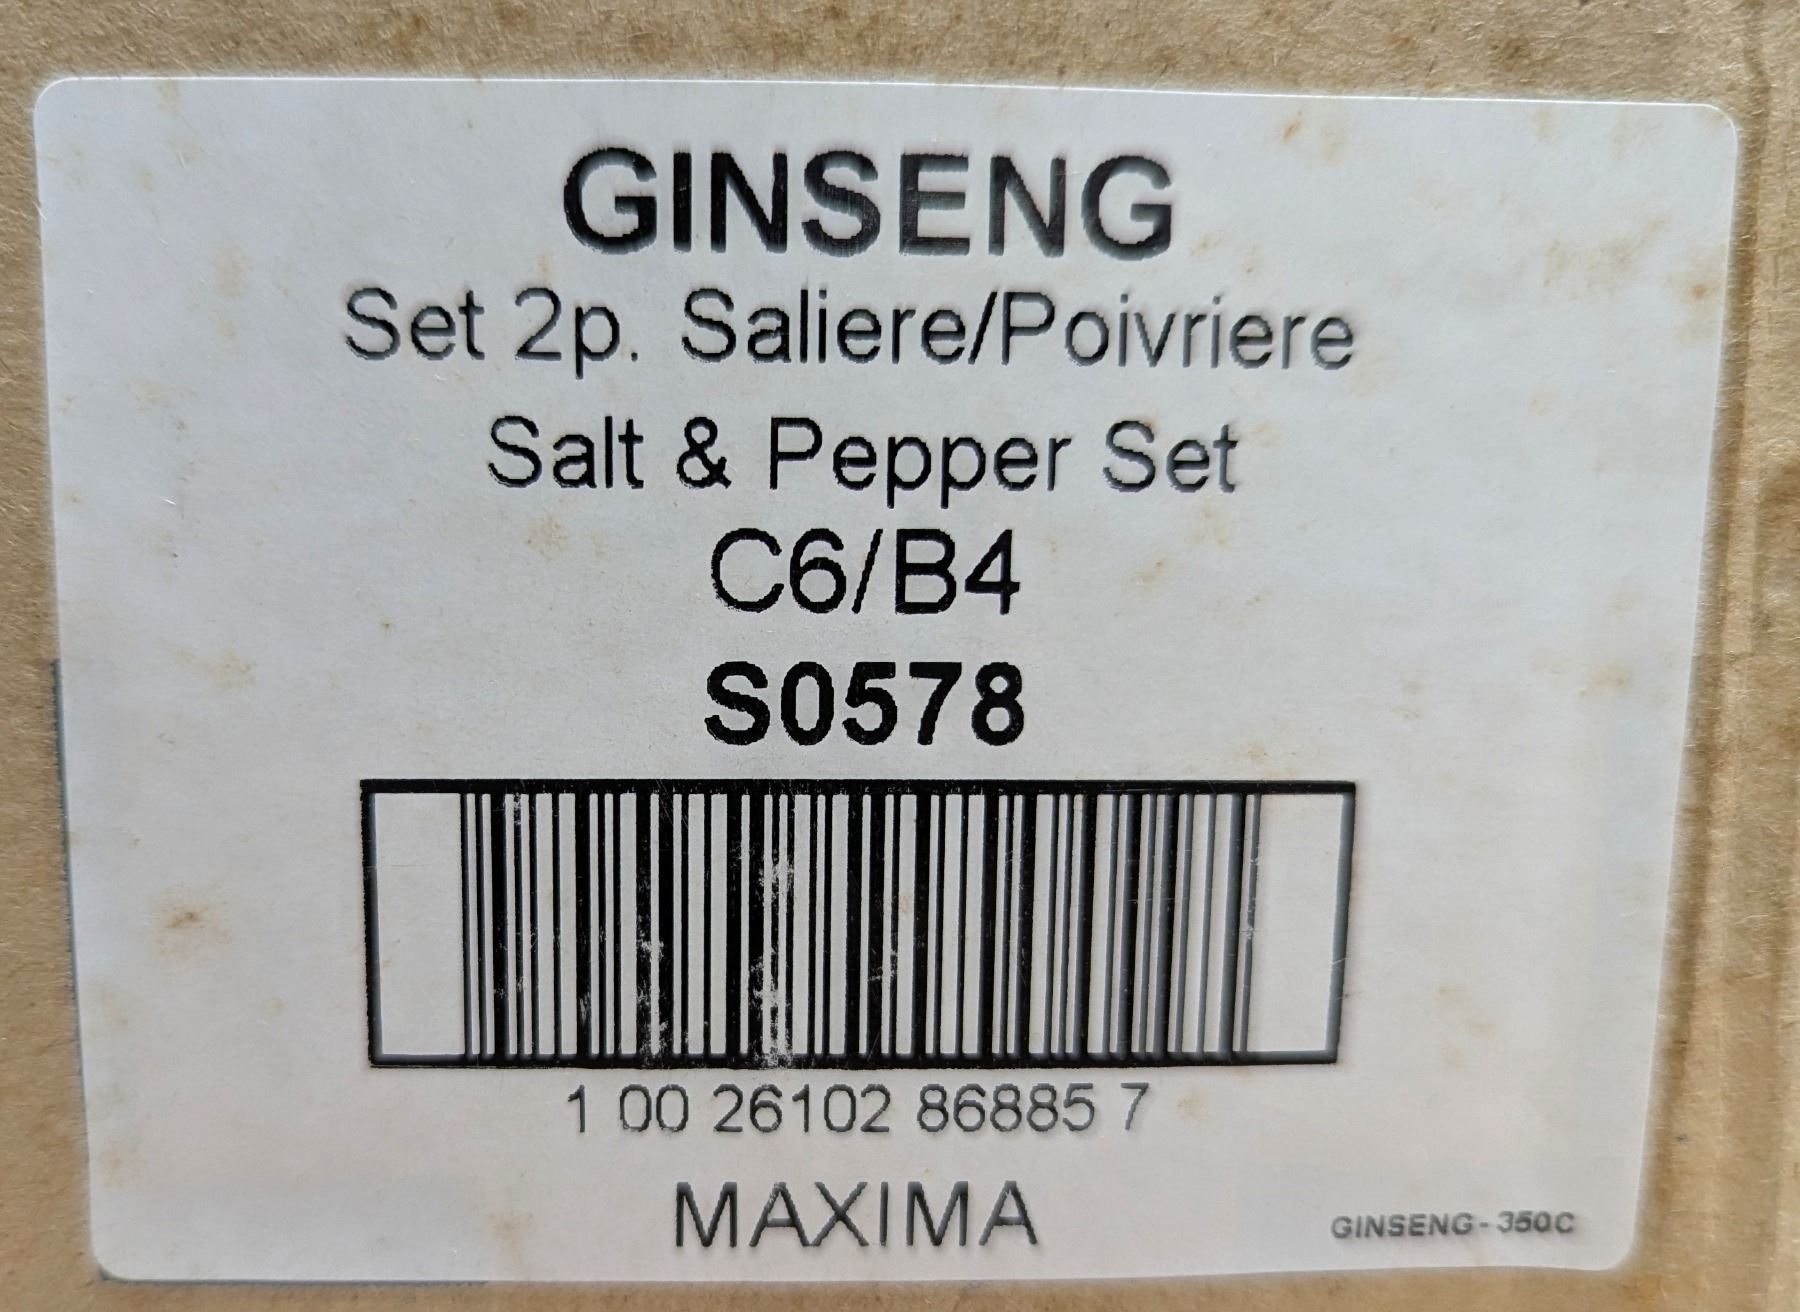 GINSENG
Set 2p. Saliere/Poivriere
Salt & Pepper Set
C6/B4
S0578
1 00 26102 86885 7
MAXIMA
GINSENG - 350C